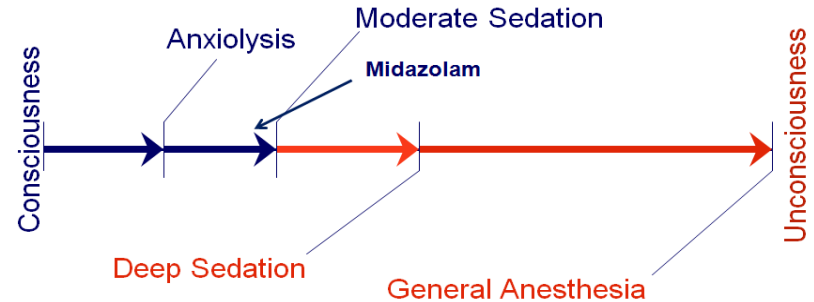 Consciousness
Anxiolysis
Moderate Sedation
Midazolam
Deep Sedation
General Anesthesia
Unconsciousness